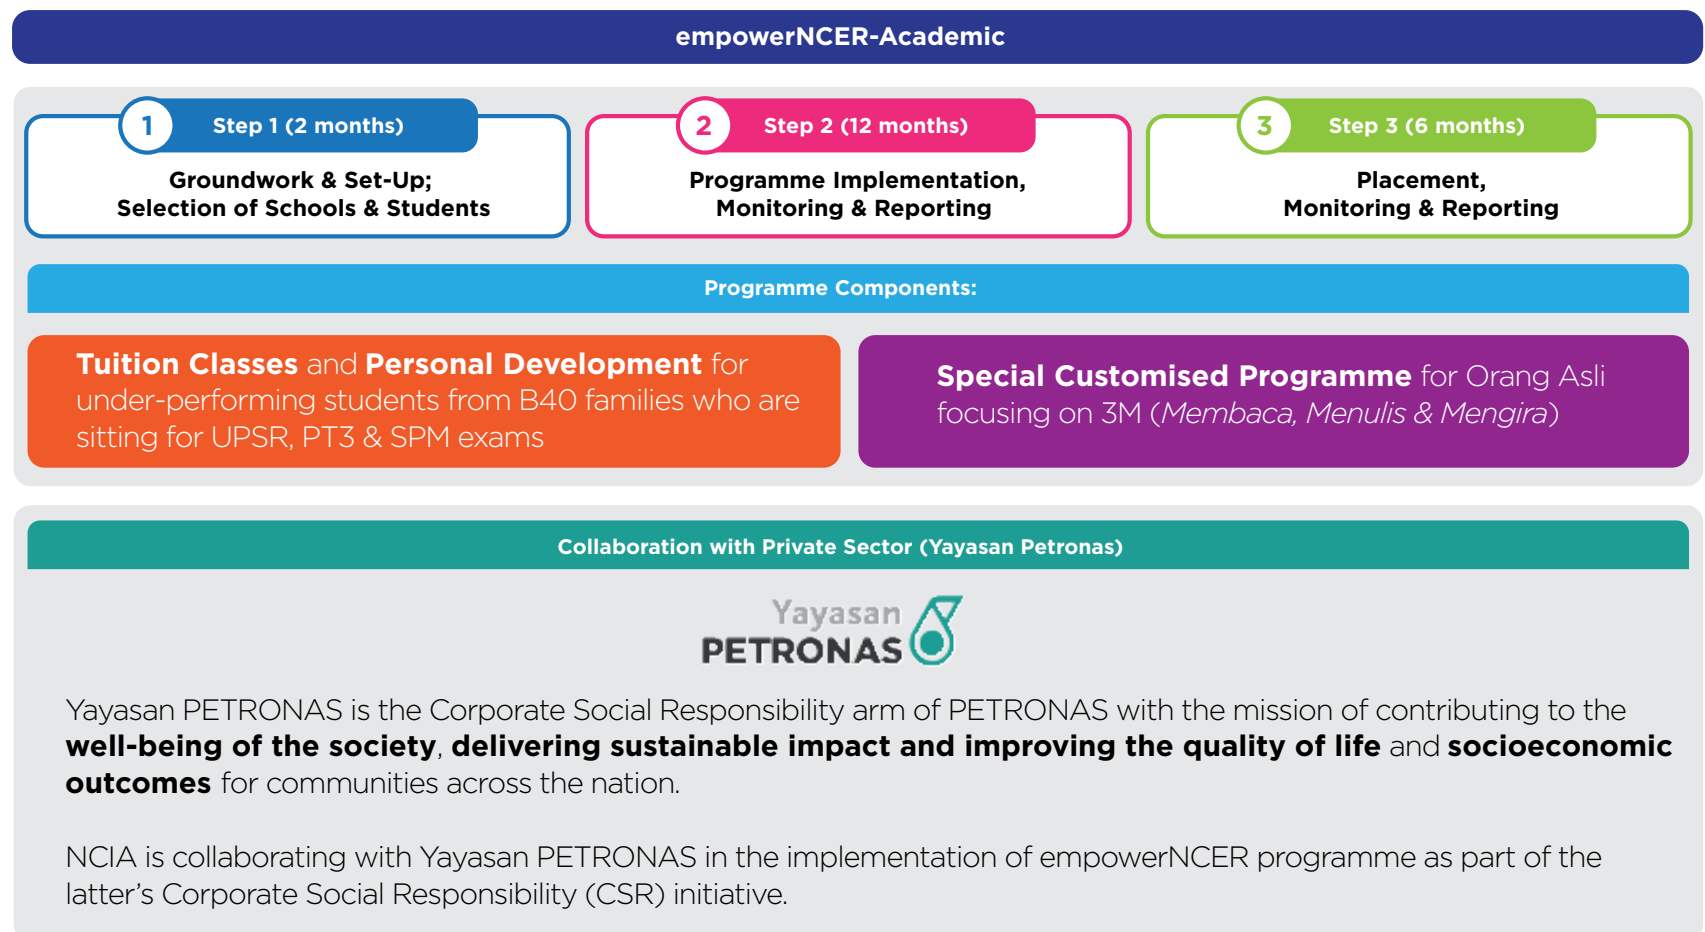 empowerNCER-Academic
1
Step 1 (2 months)
Groundwork & Set-Up;
Selection of Schools & Students
2
Step 2 (12 months)
Programme Implementation,
Monitoring & Reporting
3
Step 3 (6 months)
Placement,
Monitoring & Reporting
Programme Components:
Tuition Classes and Personal Development for
under-performing students from B40 families who are
sitting for UPSR, PT3 & SPM exams
Special Customised Programme for Orang Asli
focusing on 3M (Membaca, Menulis & Mengira)
Collaboration with Private Sector (Yayasan Petronas)
Yayasan
PETRONAS
Yayasan PETRONAS is the Corporate Social Responsibility arm of PETRONAS with the mission of contributing to the
well-being of the society, delivering sustainable impact and improving the quality of life and socioeconomic
outcomes for communities across the nation.
NCIA is collaborating with Yayasan PETRONAS in the implementation of empowerNCER programme as part of the
latter’s Corporate Social Responsibility (CSR) initiative.